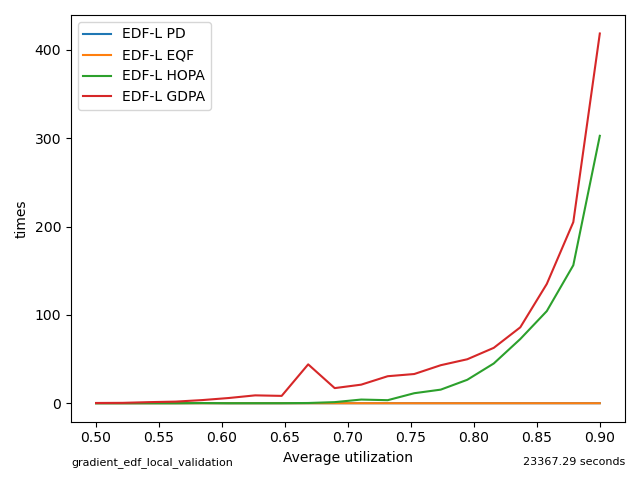 EDF-L PD
EDF-L EQF
EDF-L HOPA
EDF-L GDPA
400
300
200
100
0
times
0.50 0.55 0.60 0.65 0.70 0.75 0.80 0.85 0.90
Average utilization
gradient_edf_local_validation
23367.29 seconds